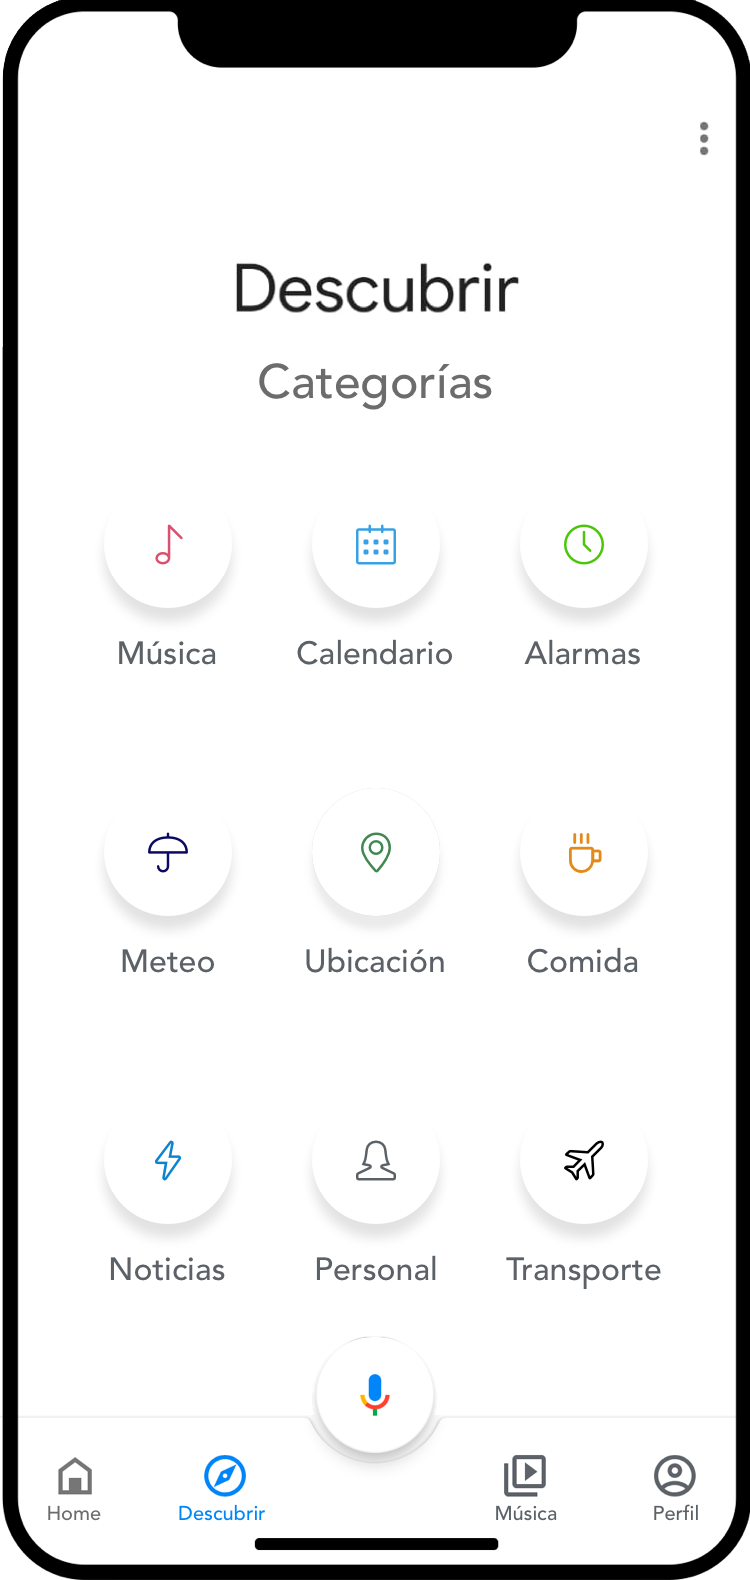 Descubrir
Categorías
Música
Calendario
Alarmas
Meteo
Ubicación
Comida
Noticias
Personal
Transporte
Home
Descubrir
Música
Perfil